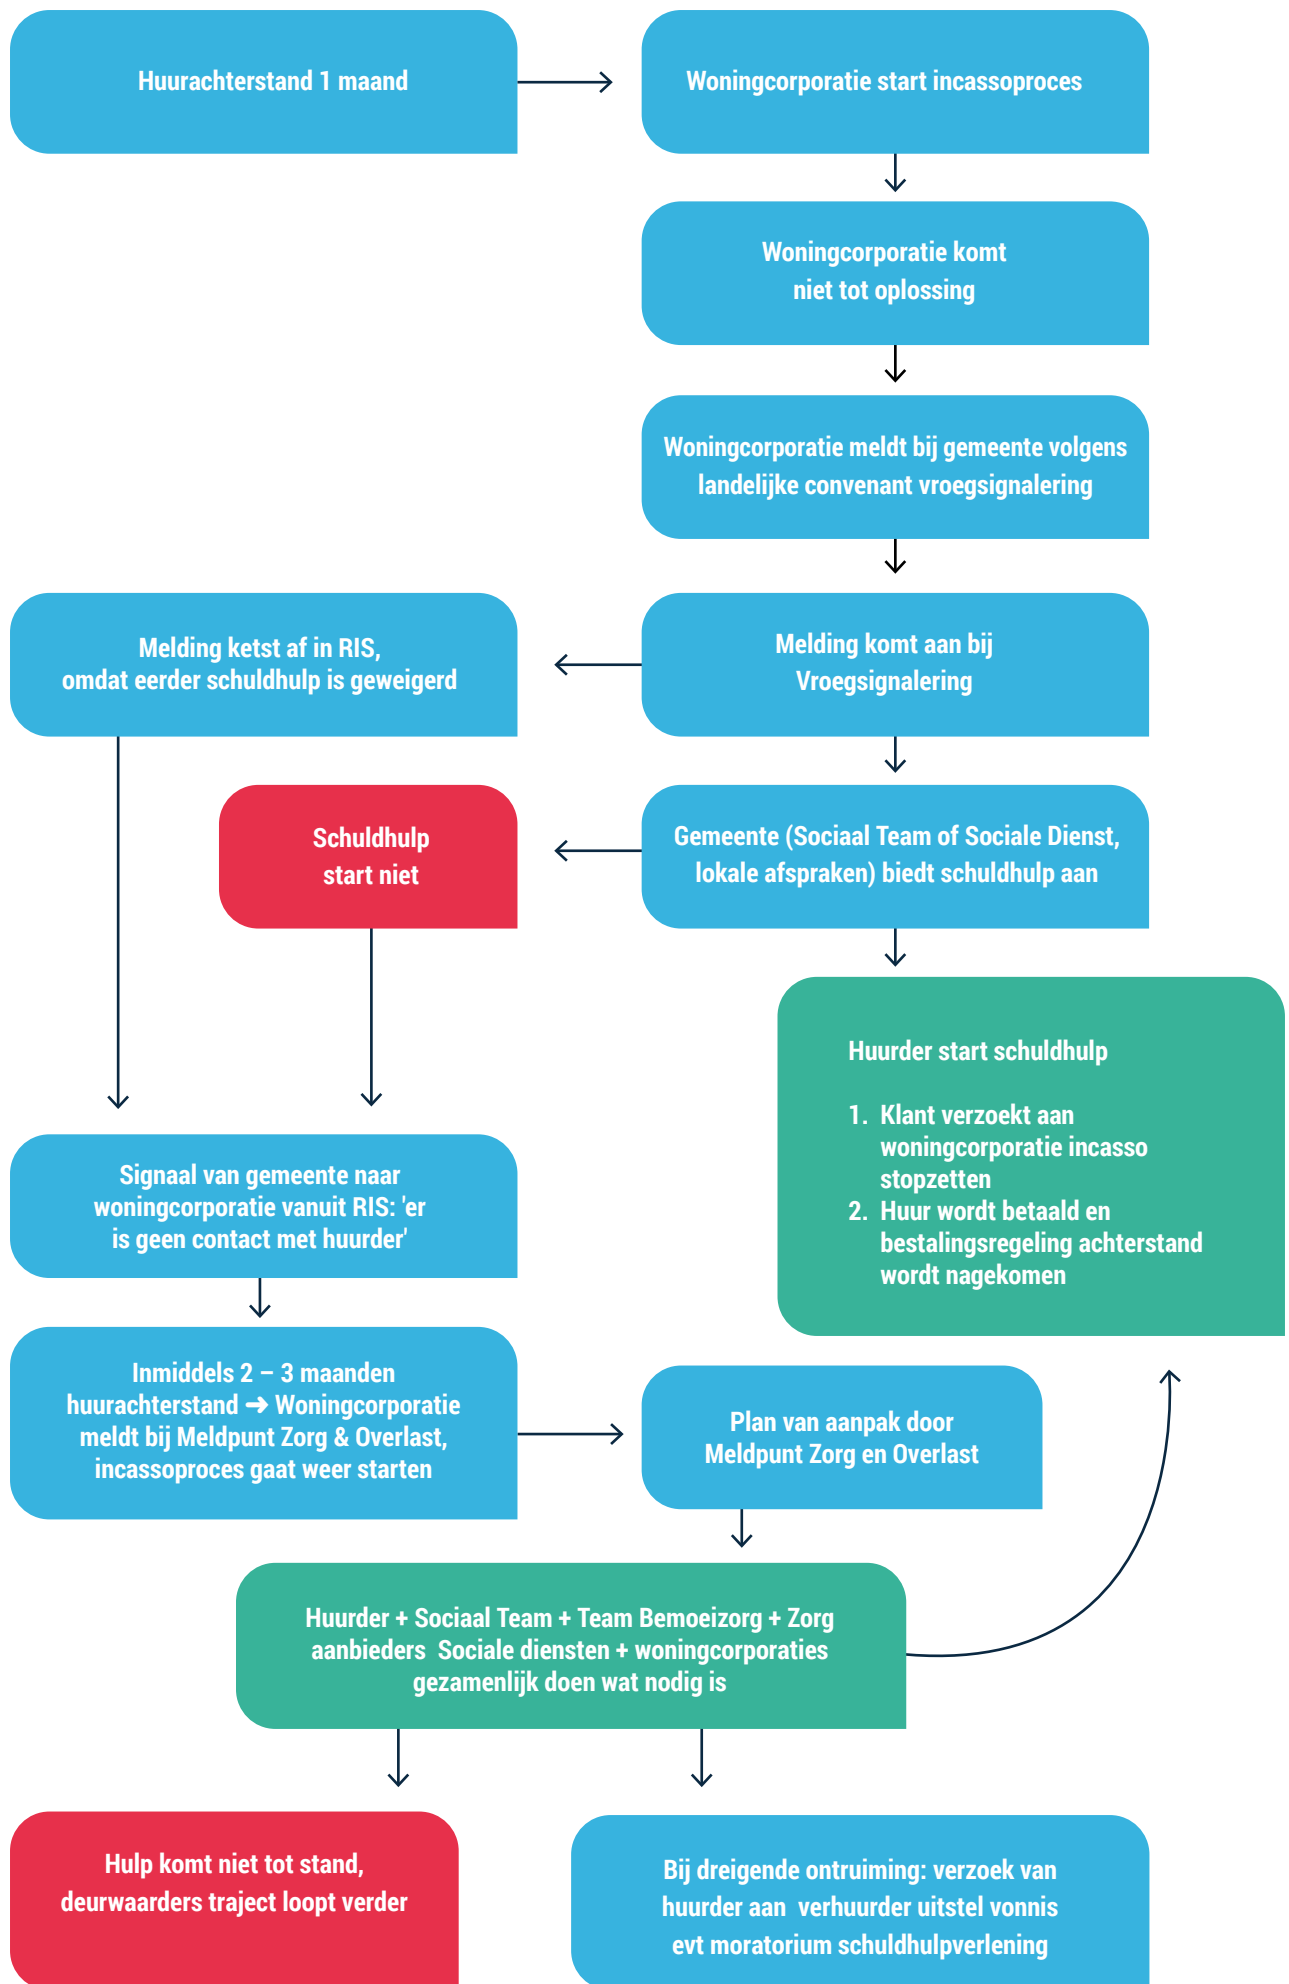 Huurachterstand 1 maand
Woningcorporatie start incassoproces
Woningcorporatie komt
niet tot oplossing
Woningcorporatie meldt bij gemeente volgens
landelijke convenant vroegsignalering
Melding ketst af in RIS,
omdat eerder schuldhulp is geweigerd
Melding komt aan bij
Vroegsignalering
Schuldhulp
start niet
Gemeente (Sociaal Team of Sociale Dienst,
lokale afspraken) biedt schuldhulp aan
Huurder start schuldhulp
1. Klant verzoekt aan
woningcorporatie incasso
stopzetten
2. Huur wordt betaald en
bestalingsregeling achterstand
wordt nagekomen
Signaal van gemeente naar
woningcorporatie vanuit RIS: 'er
is geen contact met huurder'
Inmiddels 2 – 3 maanden
huurachterstand ➜ Woningcorporatie
meldt bij Meldpunt Zorg & Overlast,
incassoproces gaat weer starten
Plan van aanpak door
Meldpunt Zorg en Overlast
Huurder + Sociaal Team + Team Bemoeizorg + Zorg
aanbieders  Sociale diensten + woningcorporaties
gezamenlijk doen wat nodig is
Hulp komt niet tot stand,
deurwaarders traject loopt verder
Bij dreigende ontruiming: verzoek van
huurder aan  verhuurder uitstel vonnis
evt moratorium schuldhulpverlening